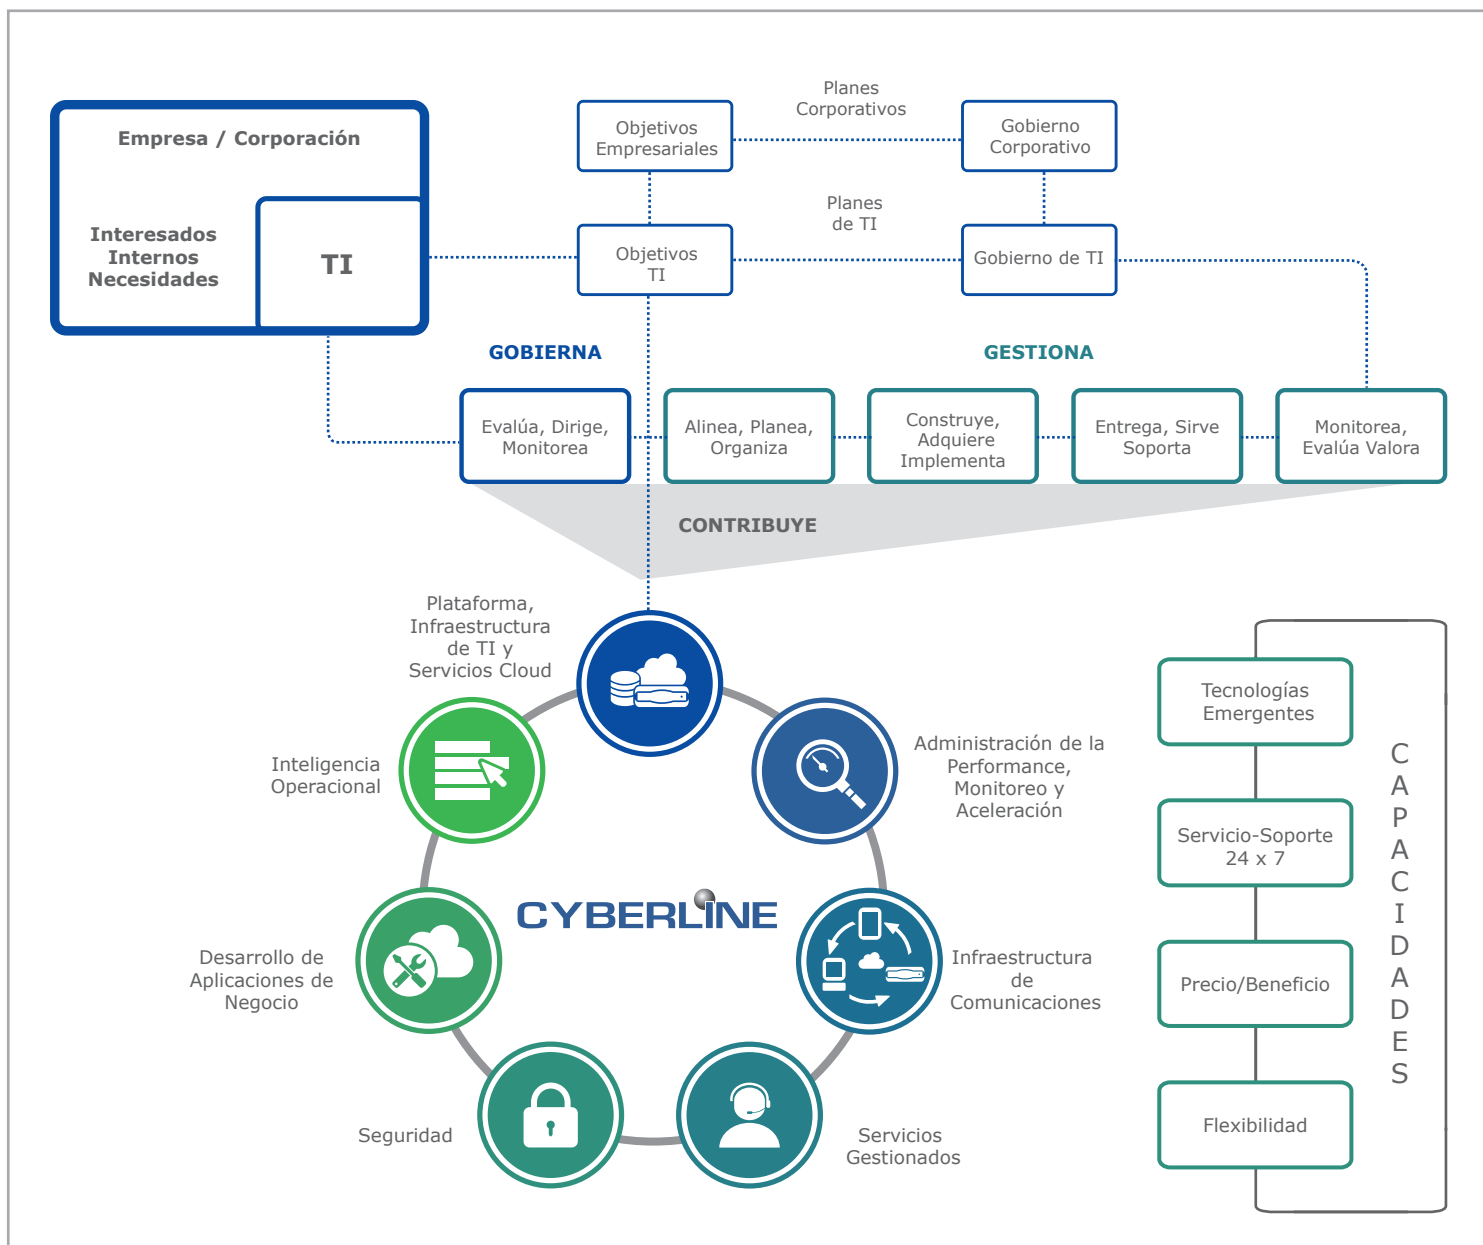 Empresa / Corporación
Interesados
Internos
Necesidades
TI
Objetivos
Empresariales
Planes
Corporativos
Gobierno
Corporativo
Objetivos
TI
Planes
de TI
Gobierno de TI
GOBIERNA
GESTIONA
Evalúa, Dirige,
Monitorea
Alinea, Planea,
Organiza
Construye,
Adquiere
Implementa
Entrega, Sirve
Soporta
Monitorea,
Evalúa Valora
CONTRIBUYE
Plataforma,
Infraestructura
de TI y
Servicios Cloud
Administración de la
Performance,
Monitoreo y
Aceleración
Infraestructura
de
Comunicaciones
Servicios
Gestionados
Seguridad
Desarrollo de
Aplicaciones de
Negocio
Inteligencia
Operacional
CYBERLINE
Tecnologías
Emergentes
Servicio-Soporte
24 x 7
Precio/Beneficio
Flexibilidad
CAPACIDADES